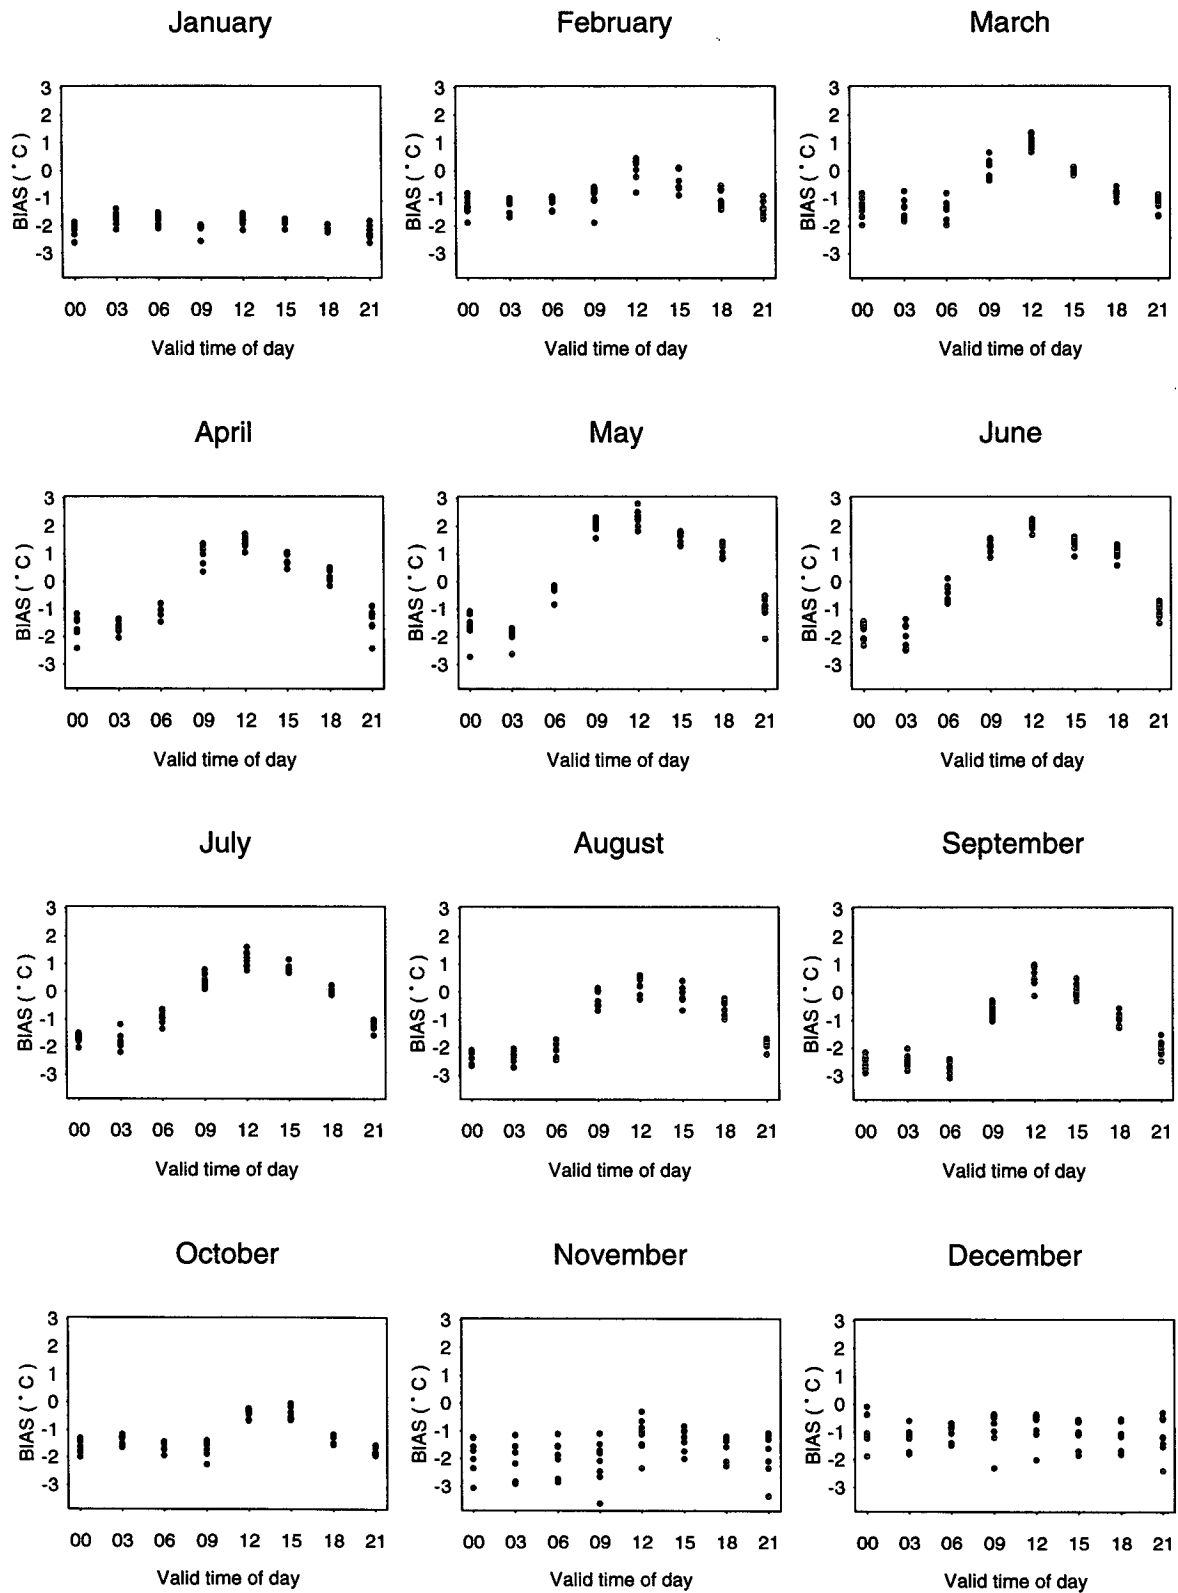 January
February
March
3
2
1
0
-1
-2
-3
BIAS ( ° C )
00 03 06 09 12 15 18 21
Valid time of day
3
2
1
0
-1
-2
-3
BIAS ( ° C )
00 03 06 09 12 15 18 21
Valid time of day
3
2
1
0
-1
-2
-3
BIAS ( ° C )
00 03 06 09 12 15 18 21
Valid time of day
April
May
June
3
2
1
0
-1
-2
-3
BIAS ( ° C )
00 03 06 09 12 15 18 21
Valid time of day
3
2
1
0
-1
-2
-3
BIAS ( ° C )
00 03 06 09 12 15 18 21
Valid time of day
3
2
1
0
-1
-2
-3
BIAS ( ° C )
00 03 06 09 12 15 18 21
Valid time of day
July
August
September
3
2
1
0
-1
-2
-3
BIAS ( ° C )
00 03 06 09 12 15 18 21
Valid time of day
3
2
1
0
-1
-2
-3
BIAS ( ° C )
00 03 06 09 12 15 18 21
Valid time of day
3
2
1
0
-1
-2
-3
BIAS ( ° C )
00 03 06 09 12 15 18 21
Valid time of day
October
November
December
3
2
1
0
-1
-2
-3
BIAS ( ° C )
00 03 06 09 12 15 18 21
Valid time of day
3
2
1
0
-1
-2
-3
BIAS ( ° C )
00 03 06 09 12 15 18 21
Valid time of day
3
2
1
0
-1
-2
-3
BIAS ( ° C )
00 03 06 09 12 15 18 21
Valid time of day